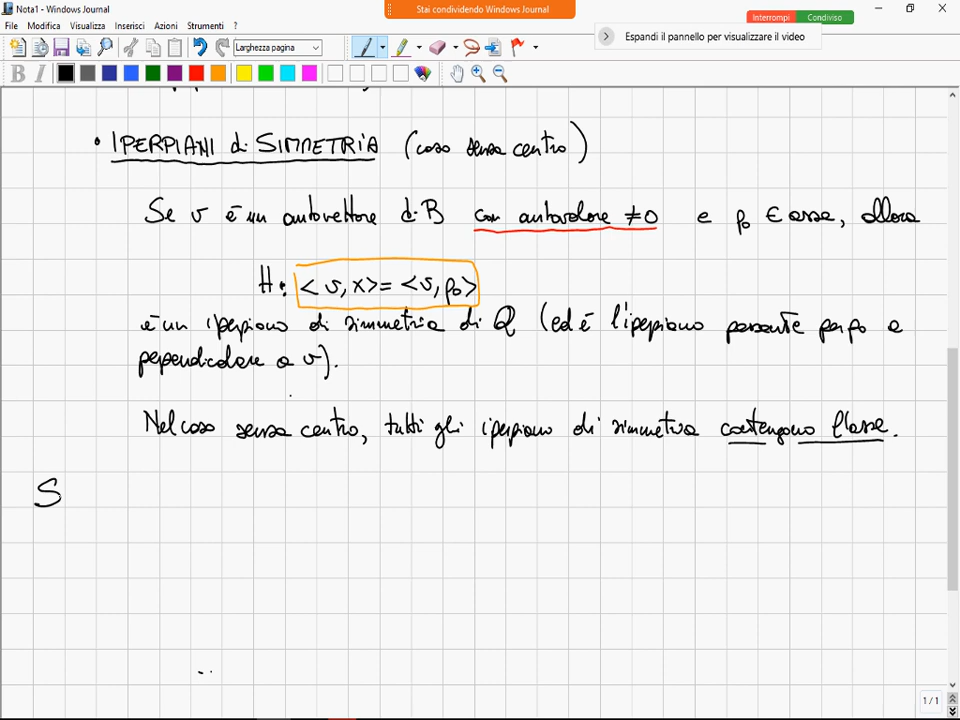 Nota1 - Windows Journal
Stai condividendo Windows Journal
Interrompi Condiviso
File Modifica Visualizza Inserisci Azioni Strumenti ?
Espandi il pannello per visualizzare il video
Larghezza pagina
B I
• IPERPIANI di SIMMETRIA (caso senza centro)
Se v è un autovettore di B con autovalore ≠0 e p₀ ∈ asse, allora
H: <v,x> = <v,p₀>
è un iperpiano di simmetria di Q (ed è l'iperpiano passante per p₀ e
perpendicolare a v).
Nel caso senza centro, tutti gli iperpiano di simmetria contengono l'asse.
S
1 / 1